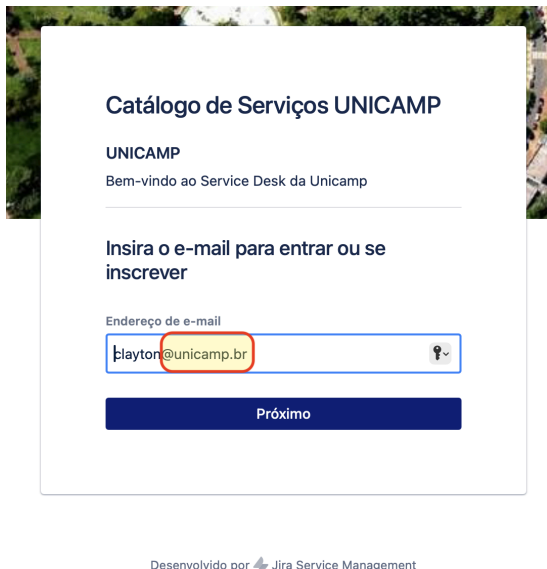 Catálogo de Serviços UNICAMP
UNICAMP
Bem-vindo ao Service Desk da Unicamp
Insira o e-mail para entrar ou se
inscrever
Endereço de e-mail
clayton@unicamp.br
Próximo
Desenvolvido por Jira Service Management